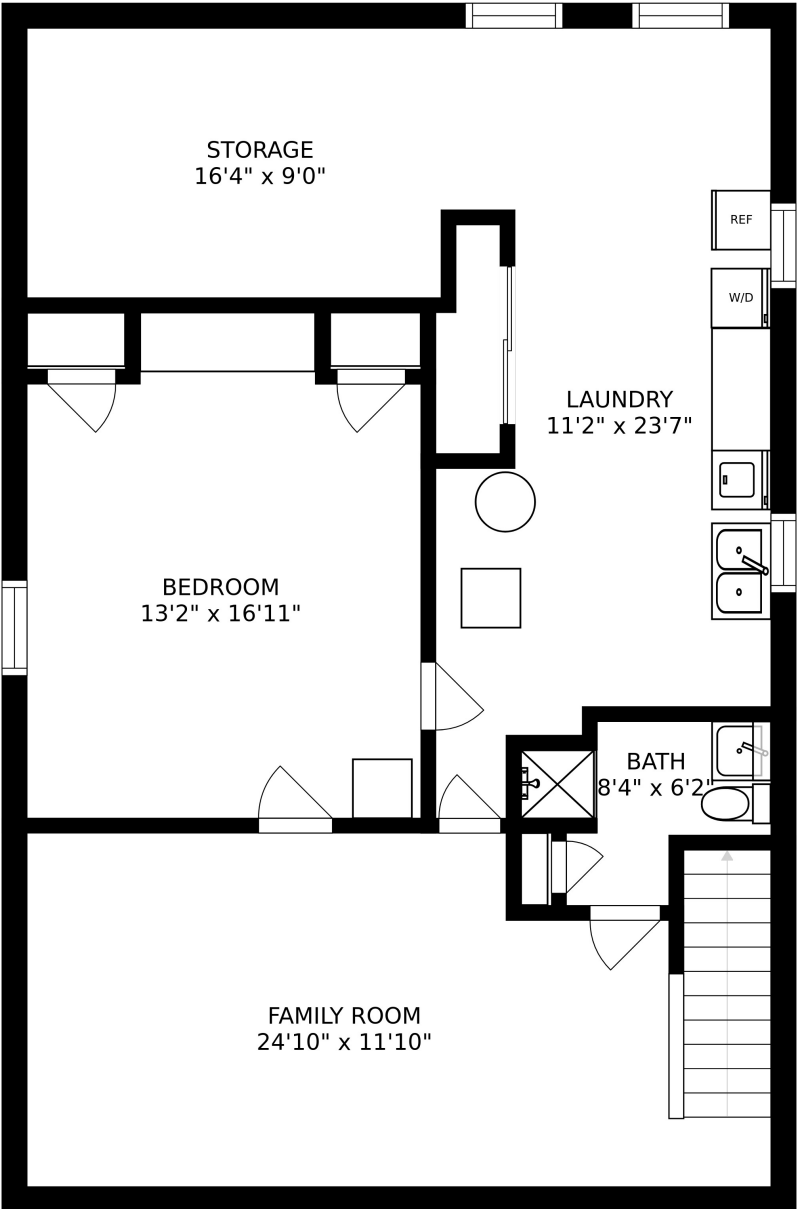 STORAGE
16'4" x 9'0"
REF
W/D
LAUNDRY
11'2" x 23'7"
BEDROOM
13'2" x 16'11"
BATH
8'4" x 6'2"
FAMILY ROOM
24'10" x 11'10"